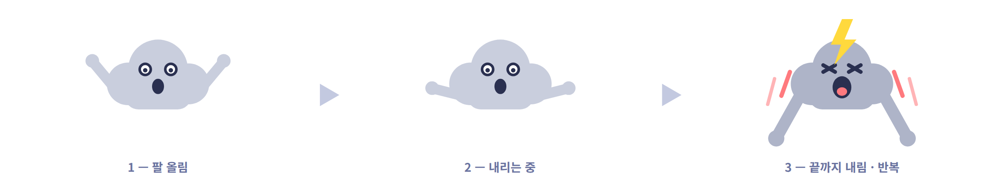 1 — 팔 올림
2 — 내리는 중
3 — 끝까지 내림 · 반복